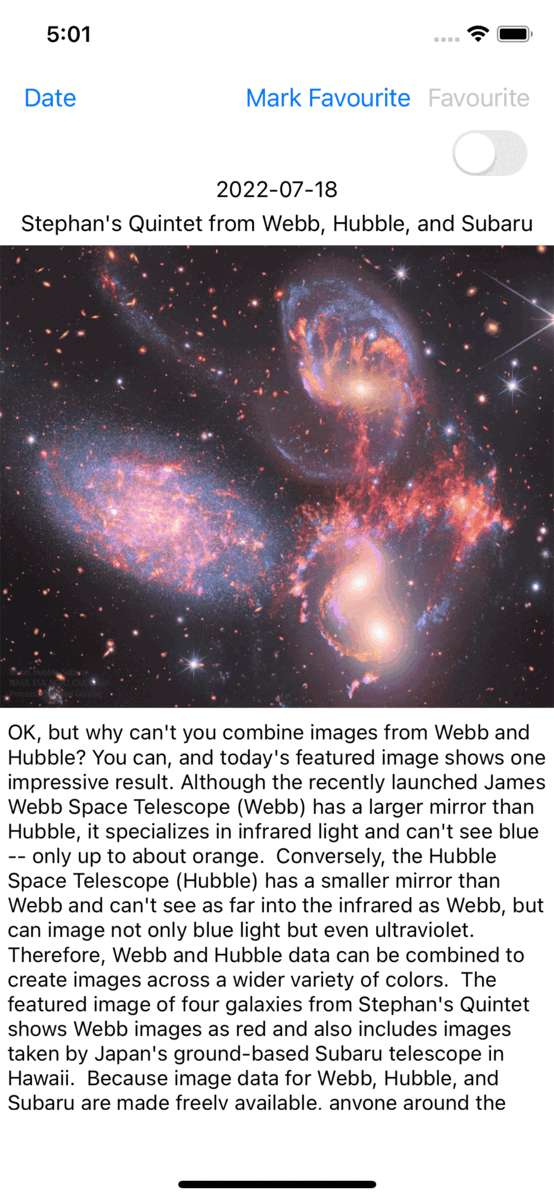 5:01
Date Mark Favourite Favourite
2022-07-18
Stephan's Quintet from Webb, Hubble, and Subaru
OK, but why can't you combine images from Webb and
Hubble? You can, and today's featured image shows one
impressive result. Although the recently launched James
Webb Space Telescope (Webb) has a larger mirror than
Hubble, it specializes in infrared light and can't see blue
-- only up to about orange.  Conversely, the Hubble
Space Telescope (Hubble) has a smaller mirror than
Webb and can't see as far into the infrared as Webb, but
can image not only blue light but even ultraviolet.
Therefore, Webb and Hubble data can be combined to
create images across a wider variety of colors.  The
featured image of four galaxies from Stephan's Quintet
shows Webb images as red and also includes images
taken by Japan's ground-based Subaru telescope in
Hawaii.  Because image data for Webb, Hubble, and
Subaru are made freely available, anyone around the